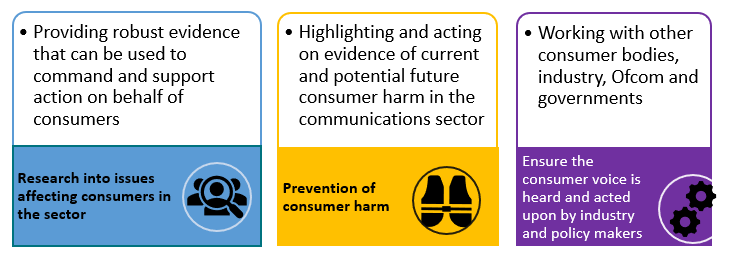 • Providing robust evidence
that can be used to
command and support
action on behalf of
consumers
Research into issues
affecting consumers in
the sector
• Highlighting and acting
on evidence of current
and potential future
consumer harm in the
communications sector
Prevention of
consumer harm
• Working with other
consumer bodies,
industry, Ofcom and
governments
Ensure the
consumer voice is
heard and acted
upon by industry
and policy makers